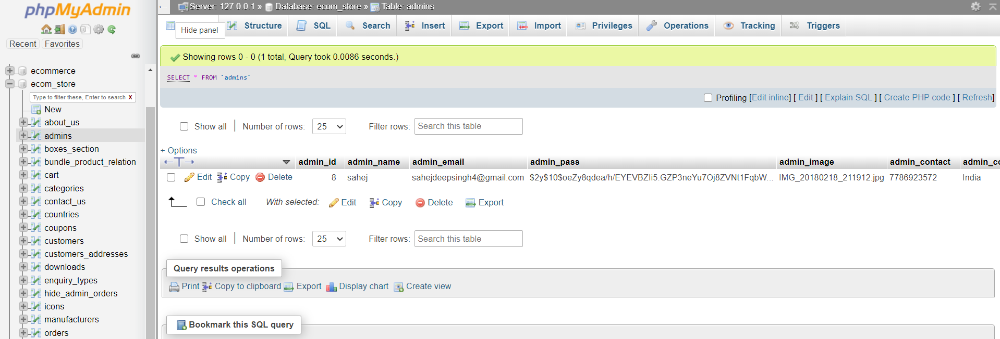 phpMyAdmin
Recent Favorites
ecommerce
ecom_store
Type to filter these, Enter to search X
New
about_us
admins
boxes_section
bundle_product_relation
cart
categories
contact_us
countries
coupons
customers
customers_addresses
downloads
enquiry_types
hide_admin_orders
icons
manufacturers
orders
Server: 127.0.0.1 » Database: ecom_store » Table: admins
Hide panel
Structure SQL Search Insert Export Import Privileges Operations Tracking Triggers
Showing rows 0 - 0 (1 total, Query took 0.0086 seconds.)
SELECT * FROM `admins`
Profiling [Edit inline] [ Edit ] [ Explain SQL ] [ Create PHP code ] [ Refresh]
Show all | Number of rows: 25 Filter rows: Search this table
+ Options
←T→ admin_id admin_name admin_email admin_pass admin_image admin_contact admin_co
Edit Copy Delete 8 sahej sahejdeepsingh4@gmail.com $2y$10$oeZy8qdea/h/EYEVBZIi5.GZP3neYu7Oj8ZVNt1FqbW... IMG_20180218_211912.jpg 7786923572 India
Check all With selected: Edit Copy Delete Export
Show all | Number of rows: 25 Filter rows: Search this table
Query results operations
Print Copy to clipboard Export Display chart Create view
Bookmark this SQL query